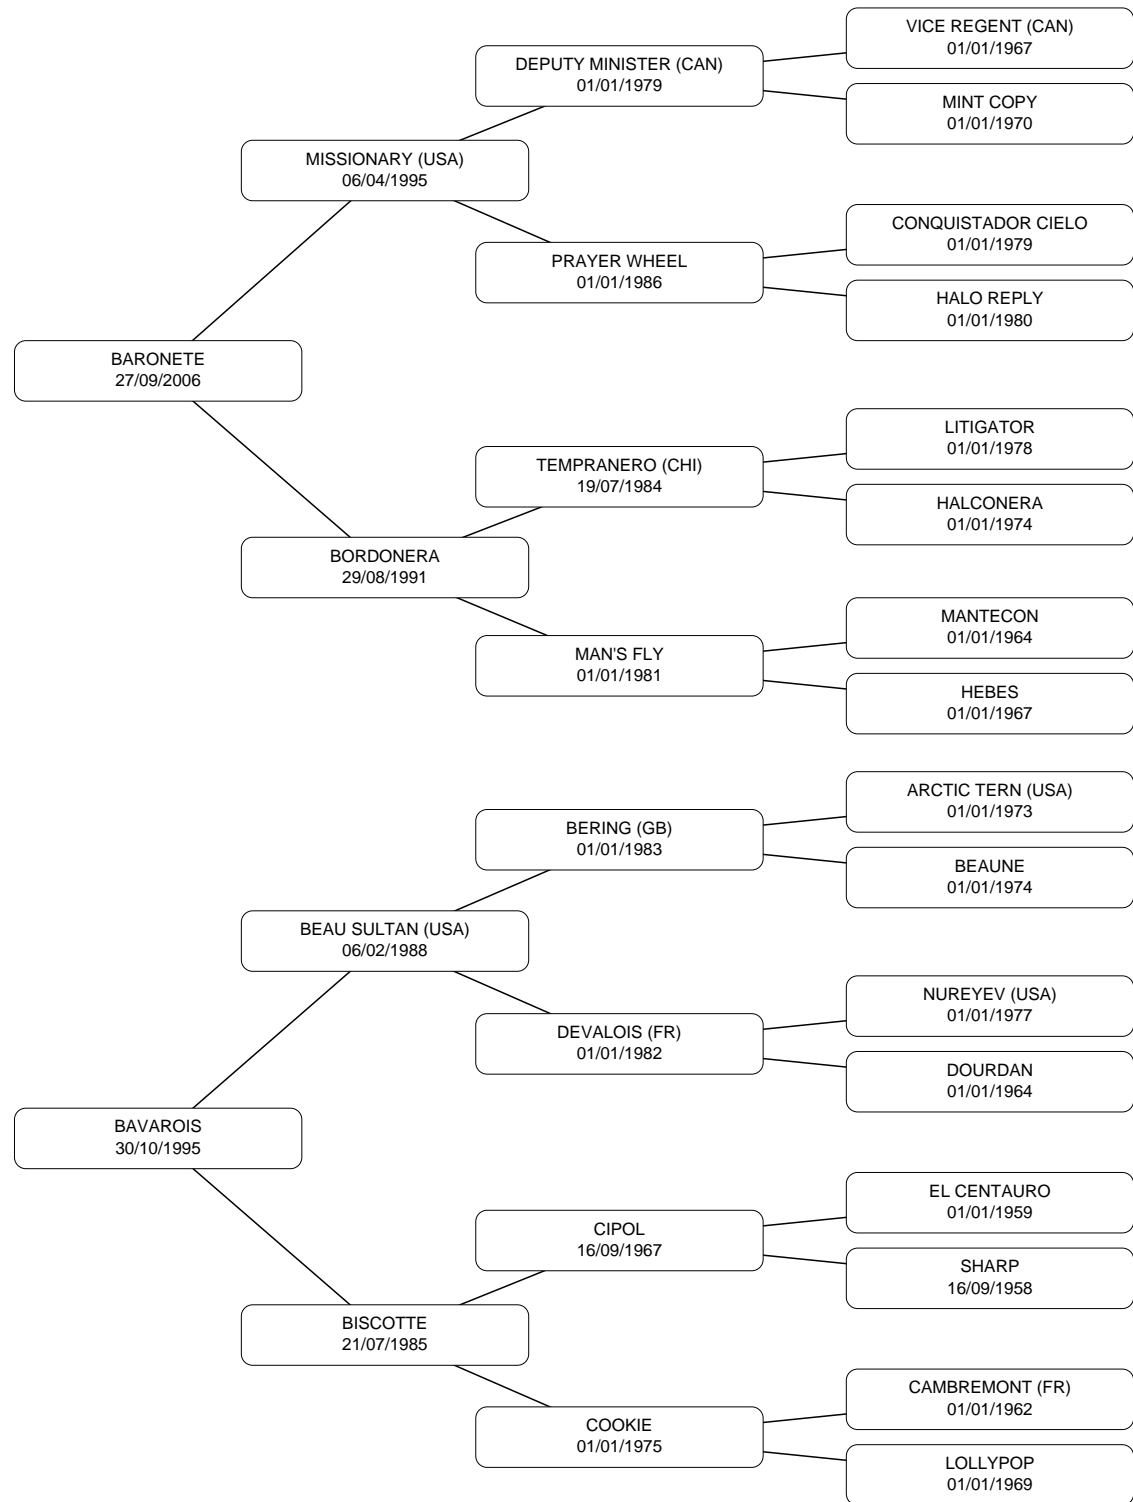 VICE REGENT (CAN)
01/01/1967
DEPUTY MINISTER (CAN)
01/01/1979
MINT COPY
01/01/1970
MISSIONARY (USA)
06/04/1995
CONQUISTADOR CIELO
01/01/1979
PRAYER WHEEL
01/01/1986
HALO REPLY
01/01/1980
BARONETE
27/09/2006
LITIGATOR
01/01/1978
TEMPRANERO (CHI)
19/07/1984
HALCONERA
01/01/1974
BORDONERA
29/08/1991
MANTECON
01/01/1964
MAN'S FLY
01/01/1981
HEBES
01/01/1967
ARCTIC TERN (USA)
01/01/1973
BERING (GB)
01/01/1983
BEAUNE
01/01/1974
BEAU SULTAN (USA)
06/02/1988
NUREYEV (USA)
01/01/1977
DEVALOIS (FR)
01/01/1982
DOURDAN
01/01/1964
BAVAROIS
30/10/1995
EL CENTAURO
01/01/1959
CIPOL
16/09/1967
SHARP
16/09/1958
BISCOTTE
21/07/1985
CAMBREMONT (FR)
01/01/1962
COOKIE
01/01/1975
LOLLYPOP
01/01/1969